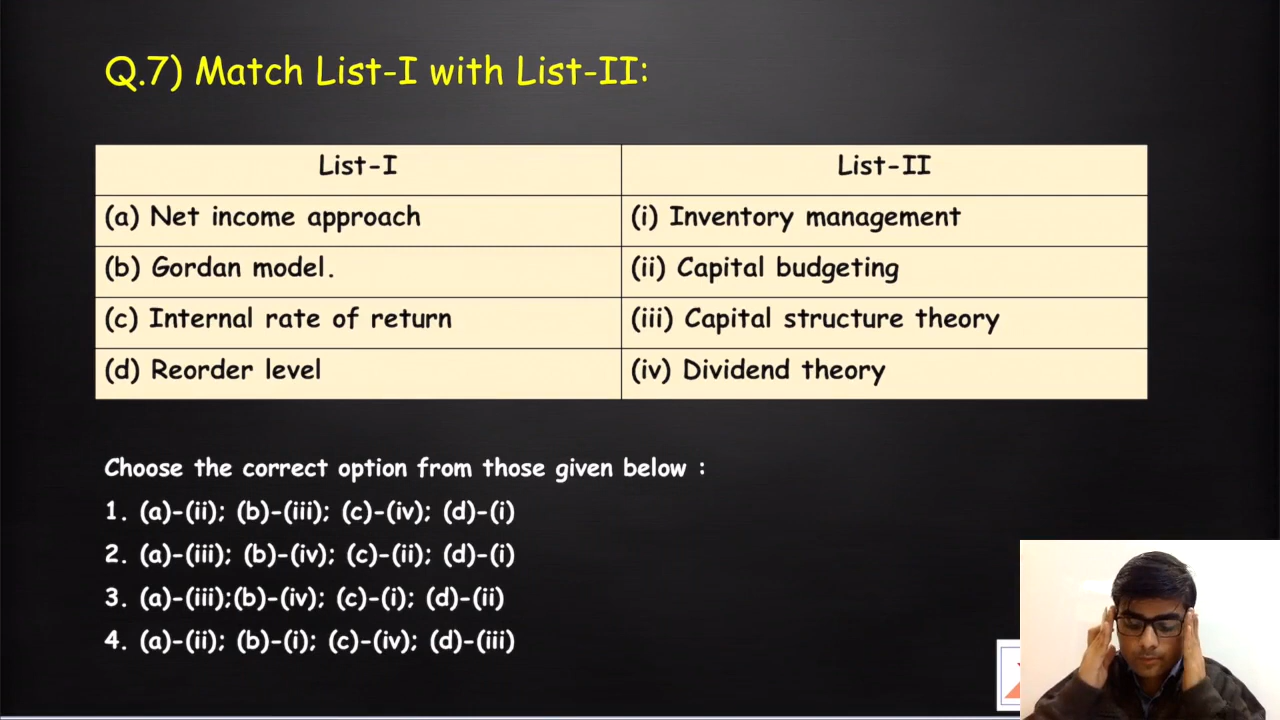 Q.7) Match List-I with List-II:
List-I List-II
(a) Net income approach (i) Inventory management
(b) Gordan model. (ii) Capital budgeting
(c) Internal rate of return (iii) Capital structure theory
(d) Reorder level (iv) Dividend theory
Choose the correct option from those given below :
1. (a)-(ii); (b)-(iii); (c)-(iv); (d)-(i)
2. (a)-(iii); (b)-(iv); (c)-(ii); (d)-(i)
3. (a)-(iii);(b)-(iv); (c)-(i); (d)-(ii)
4. (a)-(ii); (b)-(i); (c)-(iv); (d)-(iii)